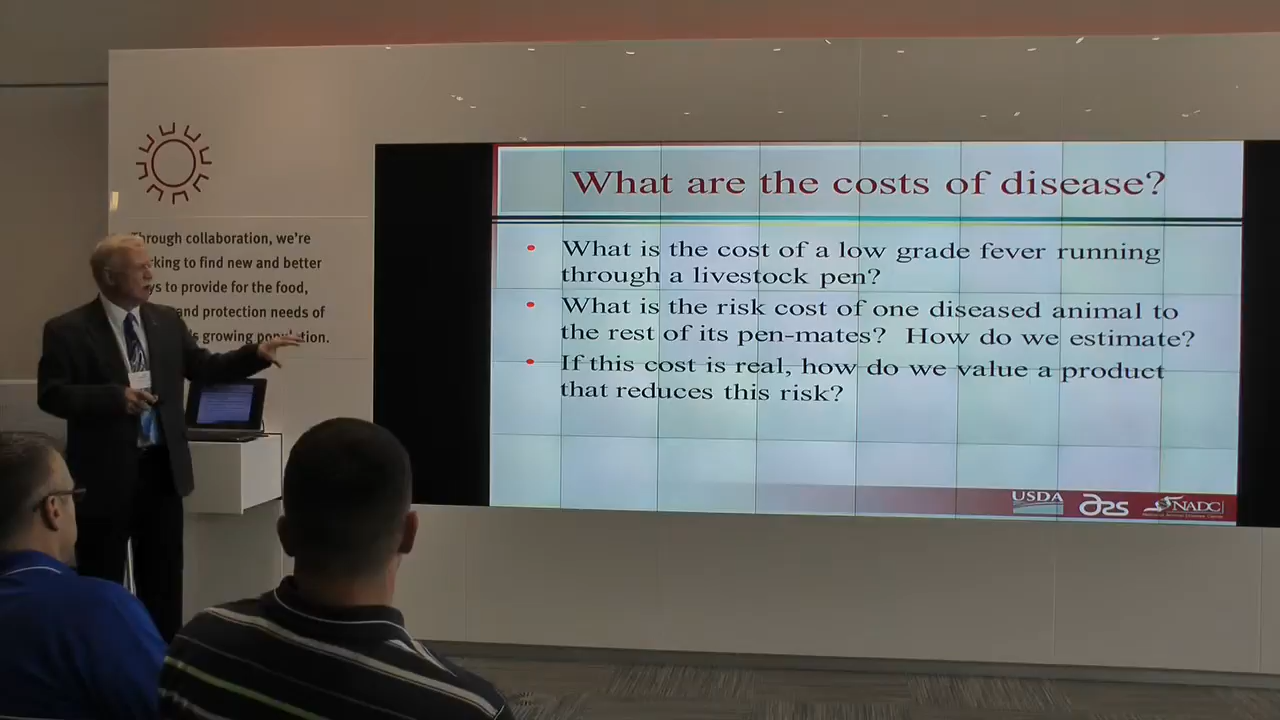 What are the costs of disease?
• What is the cost of a low grade fever running
through a livestock pen?
• What is the risk cost of one diseased animal to
the rest of its pen-mates? How do we estimate?
• If this cost is real, how do we value a product
that reduces this risk?
USDA
ars
NADC
Through collaboration, we're
king to find new and better
ys to provide for the food,
and protection needs of
s growing population.